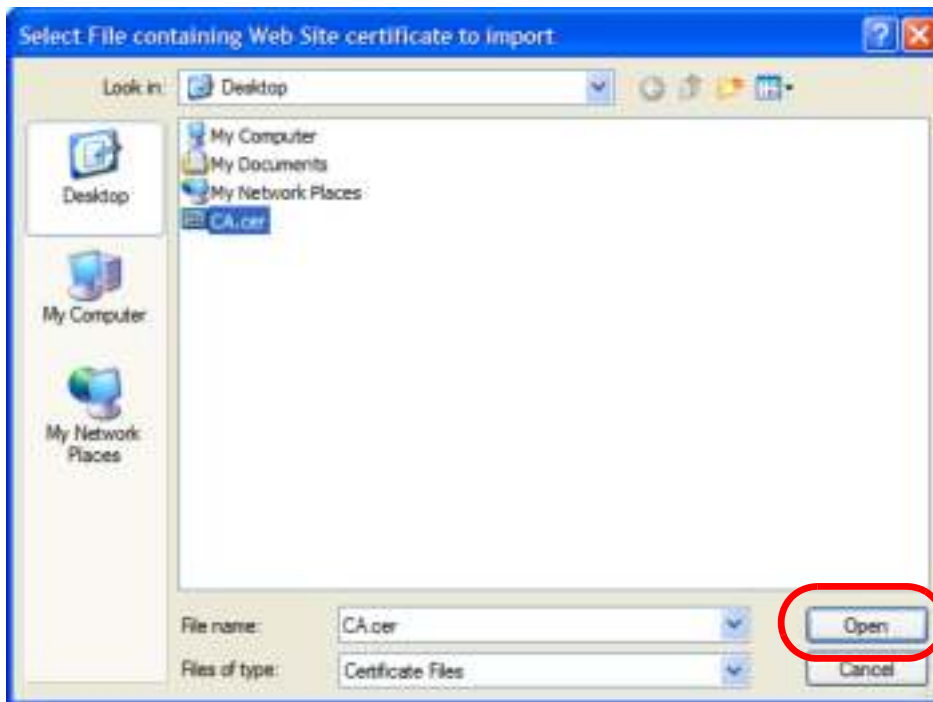 Select File containing Web Site certificate to import
Look in:
Desktop
My Computer
My Documents
My Network Places
CA.cer
Desktop
My Computer
My Network
Places
File name:
CA.cer
Open
Files of type:
Certificate Files
Cancel